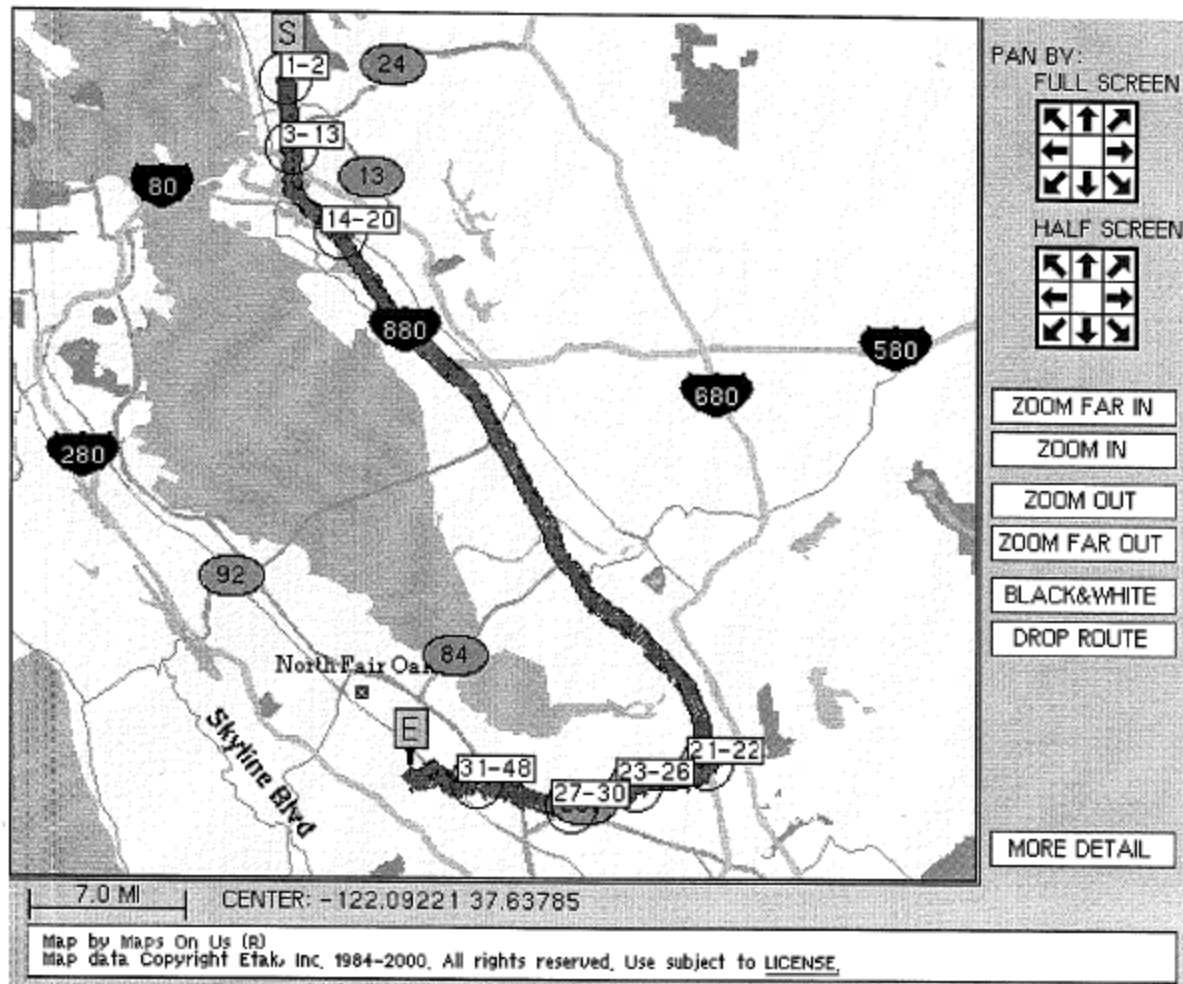 S
1-2
24
3-13
13
80
14-20
880
580
680
280
92
84
North Fair Oa
Skyline Blvd
E
21-22
23-26
31-48
27-30
PAN BY:
FULL SCREEN
HALF SCREEN
ZOOM FAR IN
ZOOM IN
ZOOM OUT
ZOOM FAR OUT
BLACK&WHITE
DROP ROUTE
MORE DETAIL
7.0 MI
CENTER: -122.09221 37.63785
Map by Maps On Us (R)
Map data Copyright Etak, Inc. 1984-2000. All rights reserved. Use subject to LICENSE.